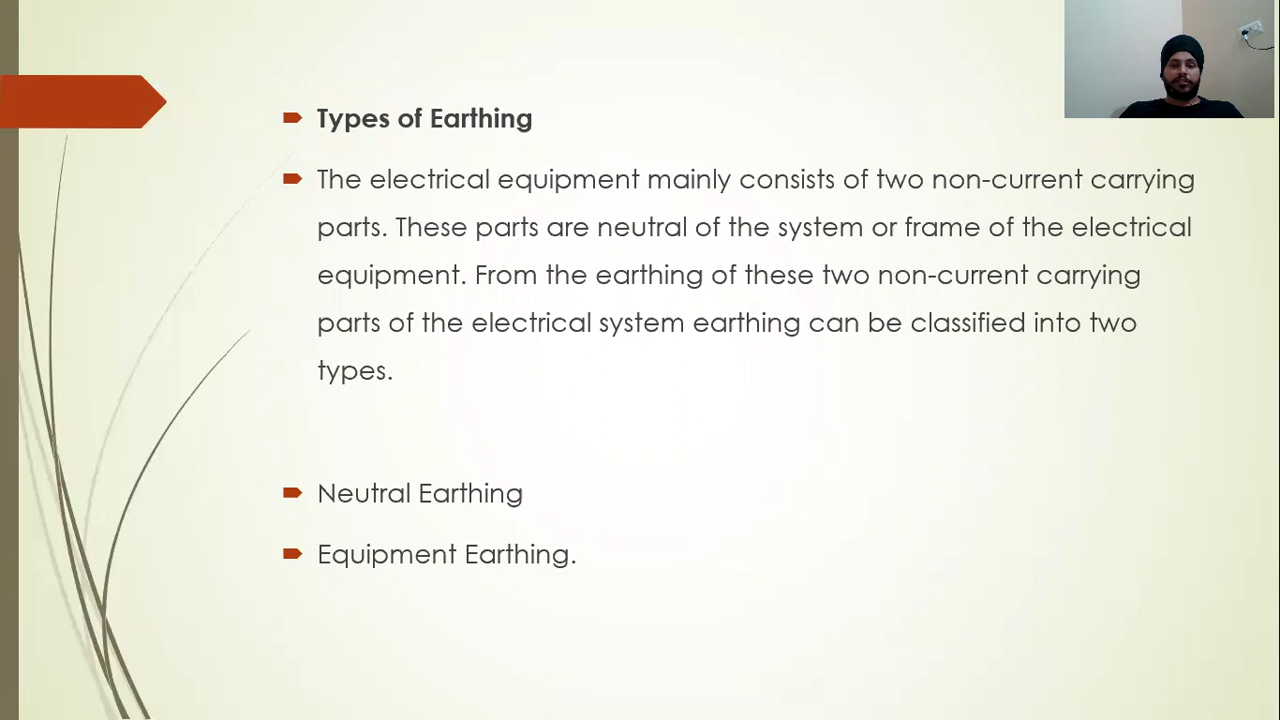 Types of Earthing
The electrical equipment mainly consists of two non-current carrying
parts. These parts are neutral of the system or frame of the electrical
equipment. From the earthing of these two non-current carrying
parts of the electrical system earthing can be classified into two
types.
Neutral Earthing
Equipment Earthing.